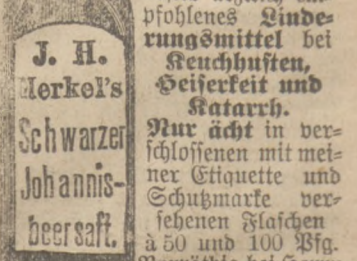 J. H.
Merkel's
Schwarzer
Johannis-
beersaft.
pfohlenes Linde-
rungsmittel bei
Keuchhusten,
Heiserkeit und
Katarrh.
Nur ächt in ver-
schlossenen mit mei-
ner Etiquette und
Schutzmarke ver-
sehenen Flaschen
à 50 und 100 Pfg.